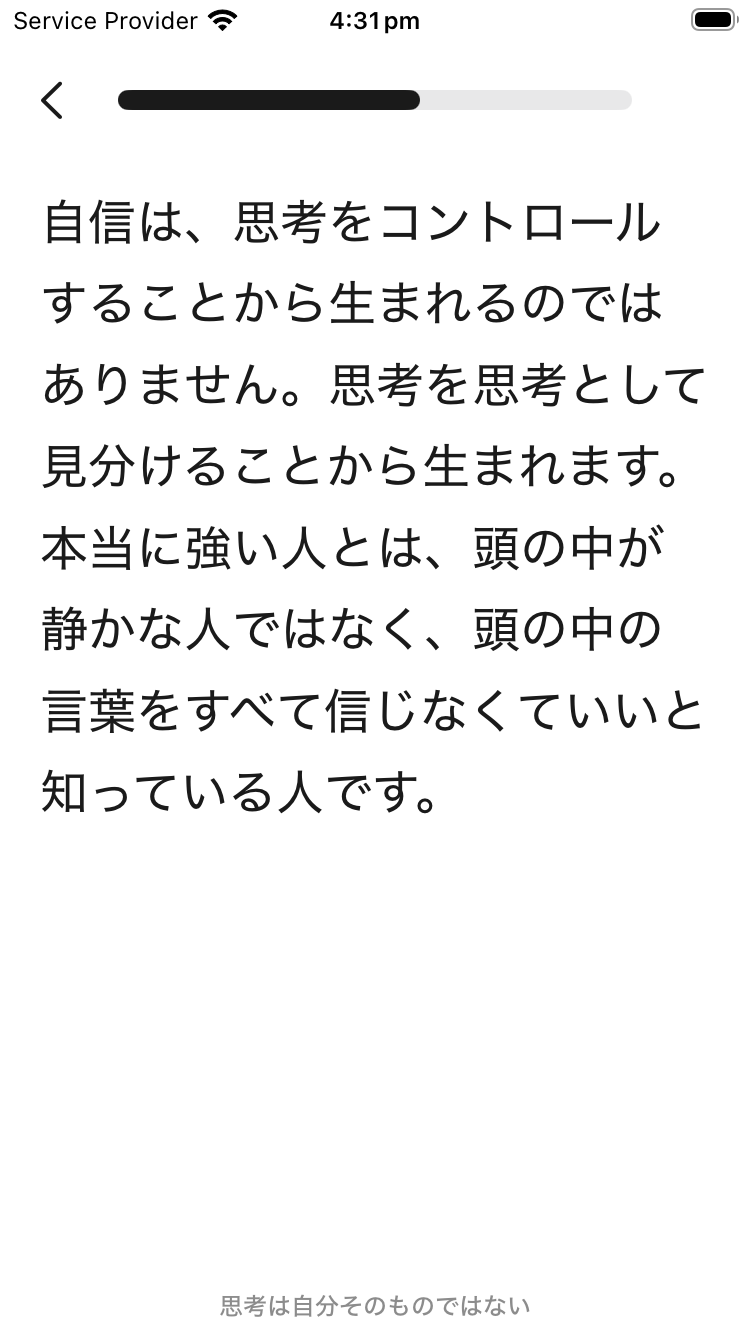 Service Provider 4:31pm
自信は、思考をコントロール
することから生まれるのでは
ありません。思考を思考として
見分けることから生まれます。
本当に強い人とは、頭の中が
静かな人ではなく、頭の中の
言葉をすべて信じなくていいと
知っている人です。
思考は自分そのものではない